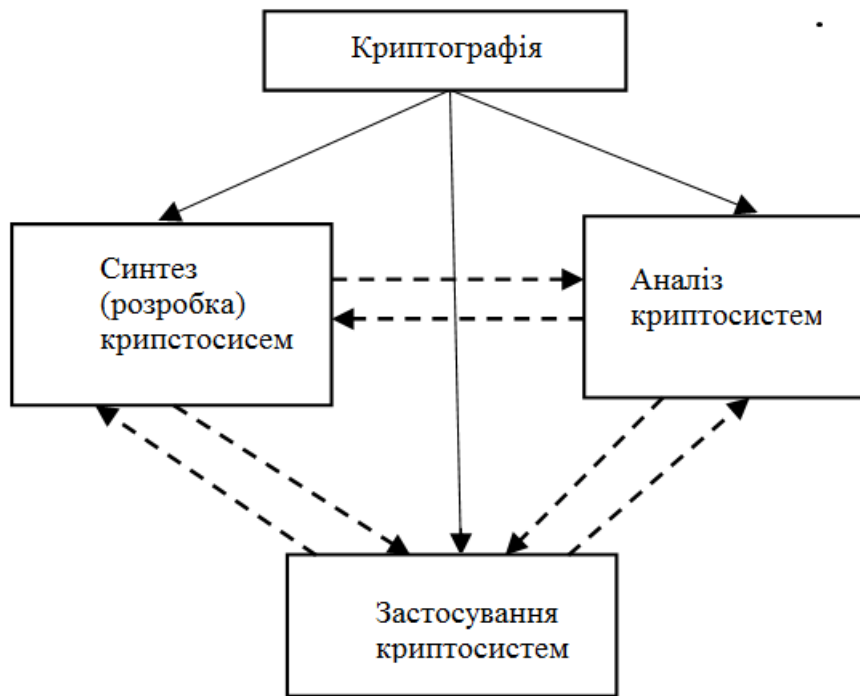 Криптографія
Синтез
(розробка)
крипстосисем
Аналіз
криптосистем
Застосування
криптосистем